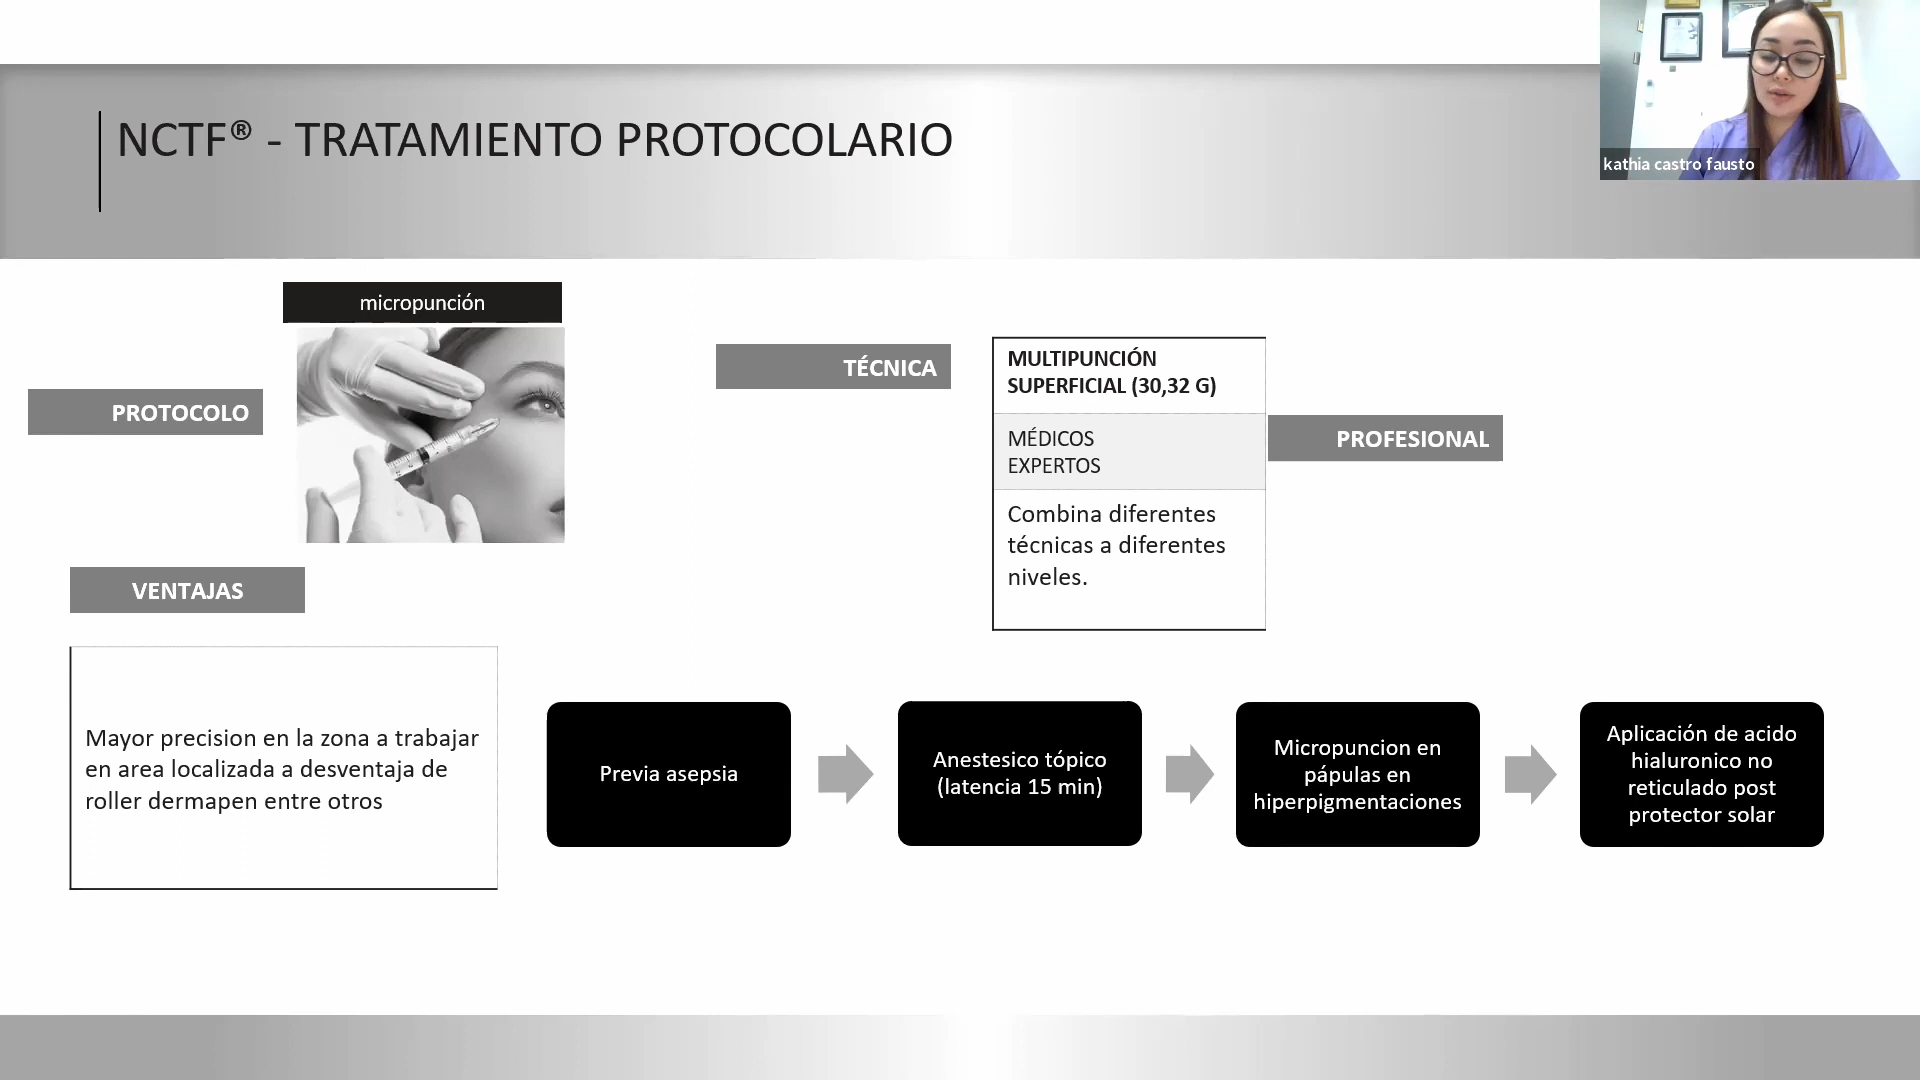 NCTF® - TRATAMIENTO PROTOCOLARIO
kathia castro fausto
micropunción
PROTOCOLO
TÉCNICA
MULTIPUNCIÓN
SUPERFICIAL (30,32 G)
MÉDICOS
EXPERTOS
PROFESIONAL
Combina diferentes
técnicas a diferentes
niveles.
VENTAJAS
Mayor precision en la zona a trabajar
en area localizada a desventaja de
roller dermapen entre otros
Previa asepsia
Anestesico tópico
(latencia 15 min)
Micropuncion en
pápulas en
hiperpigmentaciones
Aplicación de acido
hialuronico no
reticulado post
protector solar